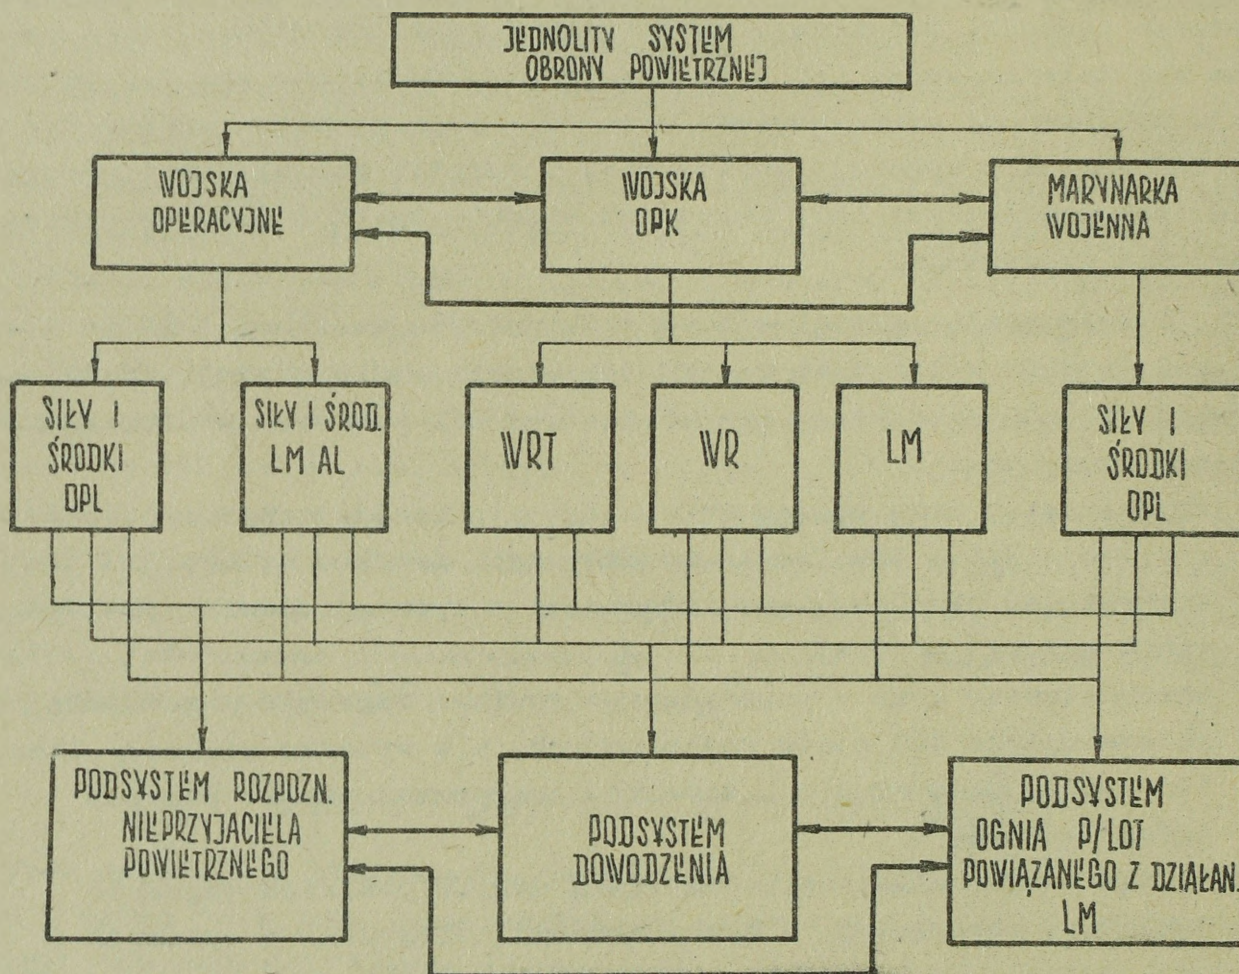 JEDNOLITY SYSTEM
OBRONY POWIETRZNEJ
WOJSKA
OPERACYJNE
WOJSKA
OPK
MARYNARKA
WOJENNA
SIŁY I
ŚRODKI
OPL
SIŁY I ŚROD.
LM AL
WRT
WR
LM
SIŁY I
ŚRODKI
OPL
PODSYSTEM ROZPOZN.
NIEPRZYJACIELA
POWIETRZNEGO
PODSYSTEM
DOWODZENIA
PODSYSTEM
OGNIA P/LOT
POWIĄZANEGO Z DZIAŁAN.
LM